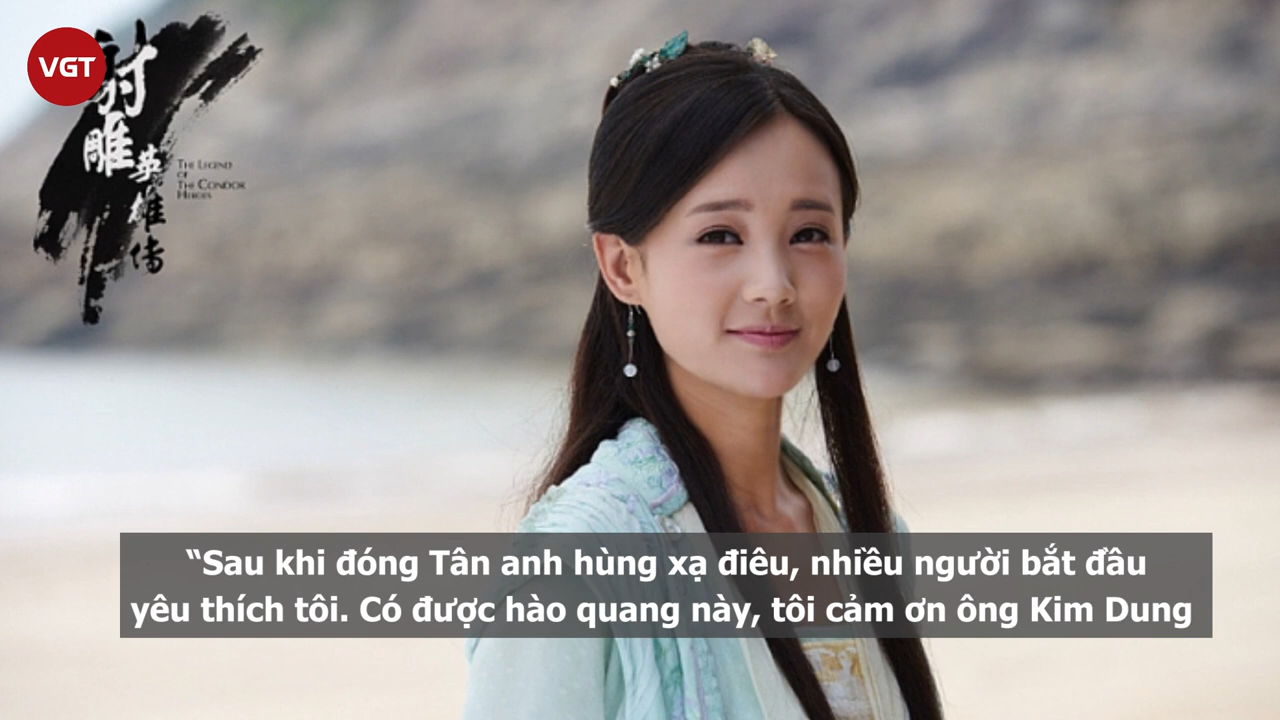 VGT
射
雕
英
雄
传
THE LEGEND
OF
THE CONDOR
HEROES
“Sau khi đóng Tân anh hùng xạ điêu, nhiều người bắt đầu
yêu thích tôi. Có được hào quang này, tôi cảm ơn ông Kim Dung